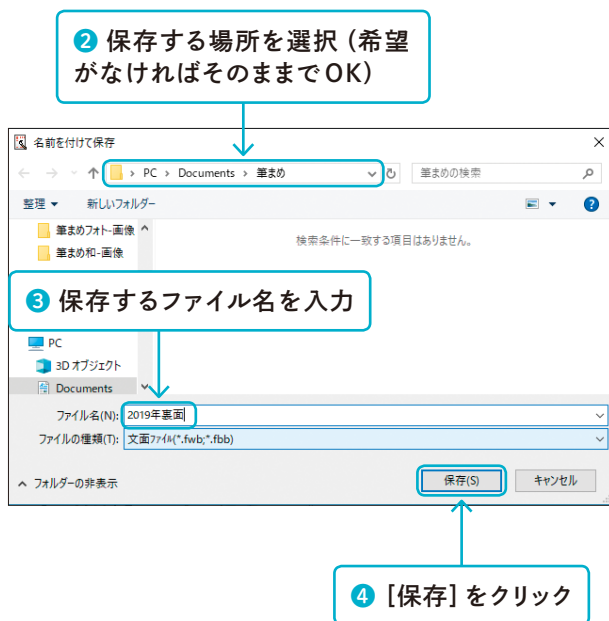 ❷ 保存する場所を選択（希望
がなければそのままでOK）
名前を付けて保存
PC › Documents › 筆まめ
筆まめの検索
整理
新しいフォルダー
筆まめフォト-画像
筆まめ和-画像
検索条件に一致する項目はありません。
❸ 保存するファイル名を入力
PC
3D オブジェクト
Documents
ファイル名(N): 2019年裏面
ファイルの種類(T): 文面ファイル(*.fwb;*.fbb)
フォルダーの非表示
保存(S)
キャンセル
❹ [保存] をクリック